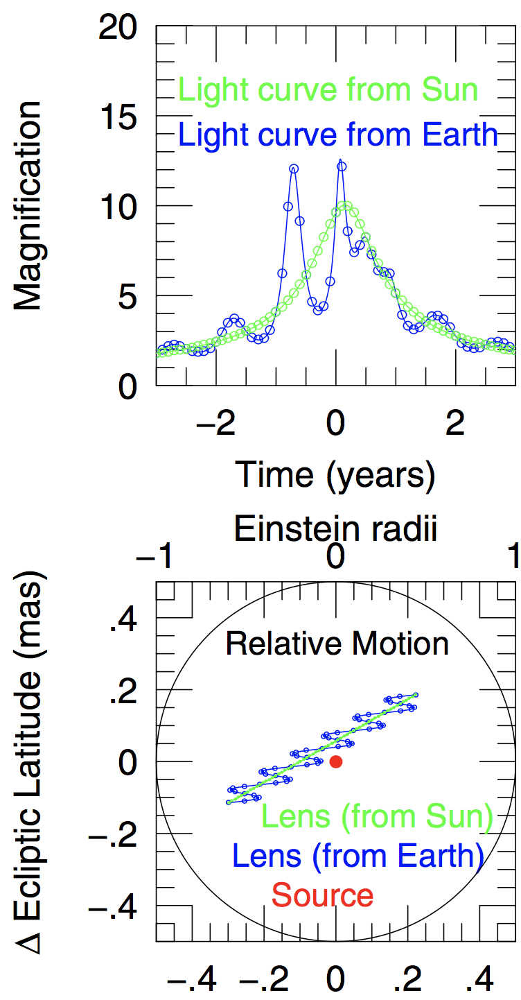 20
Light curve from Sun
15
Light curve from Earth
10
5
0
Magnification
−2 0 2
Time (years)
Einstein radii
−1 0 1
.4
Relative Motion
.2
0
Lens (from Sun)
−.2
Lens (from Earth)
Source
−.4
Δ Ecliptic Latitude (mas)
−.4 −.2 0 .2 .4